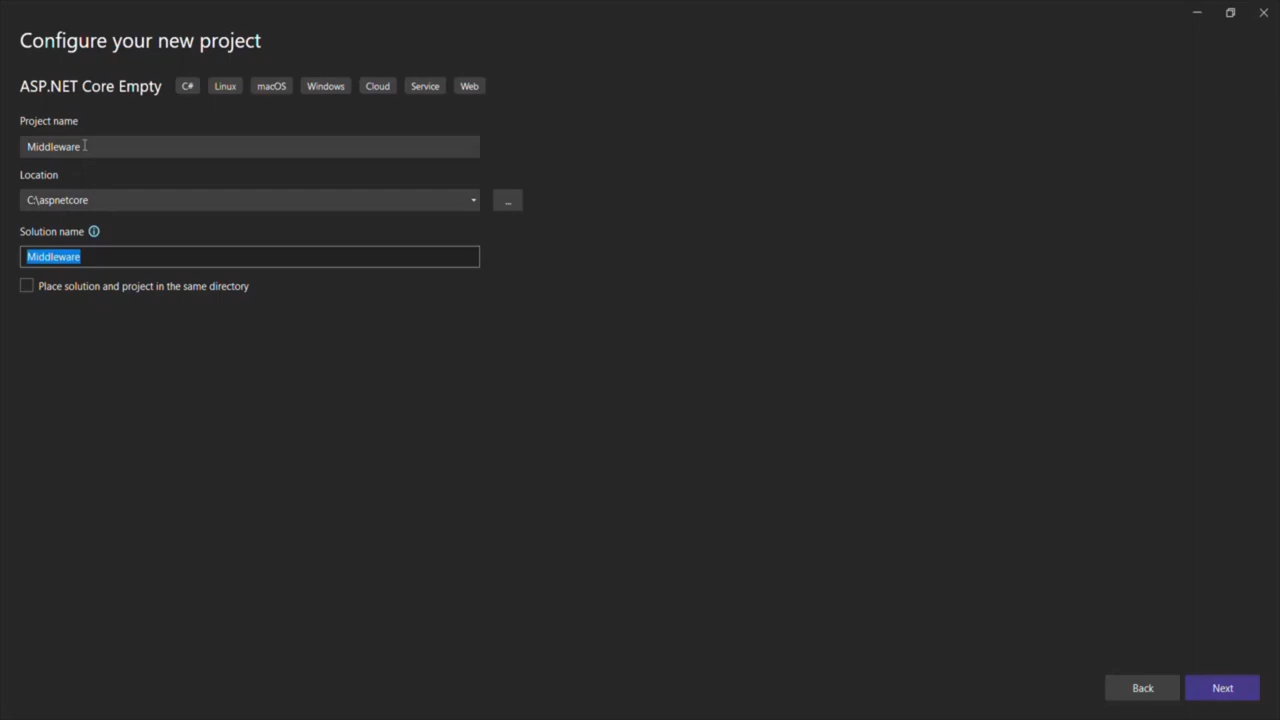 Configure your new project
ASP.NET Core Empty C# Linux macOS Windows Cloud Service Web
Project name
Middleware
Location
C:\aspnetcore
...
Solution name
Middleware
Place solution and project in the same directory
Back Next